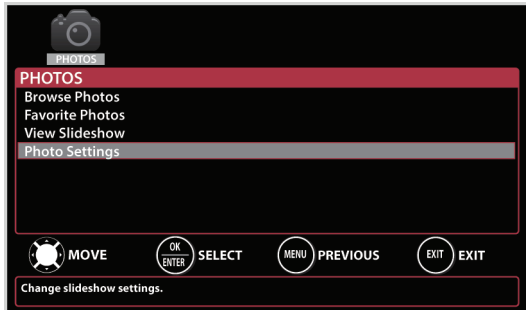 PHOTOS
PHOTOS
Browse Photos
Favorite Photos
View Slideshow
Photo Settings
MOVE OK ENTER SELECT MENU PREVIOUS EXIT EXIT
Change slideshow settings.